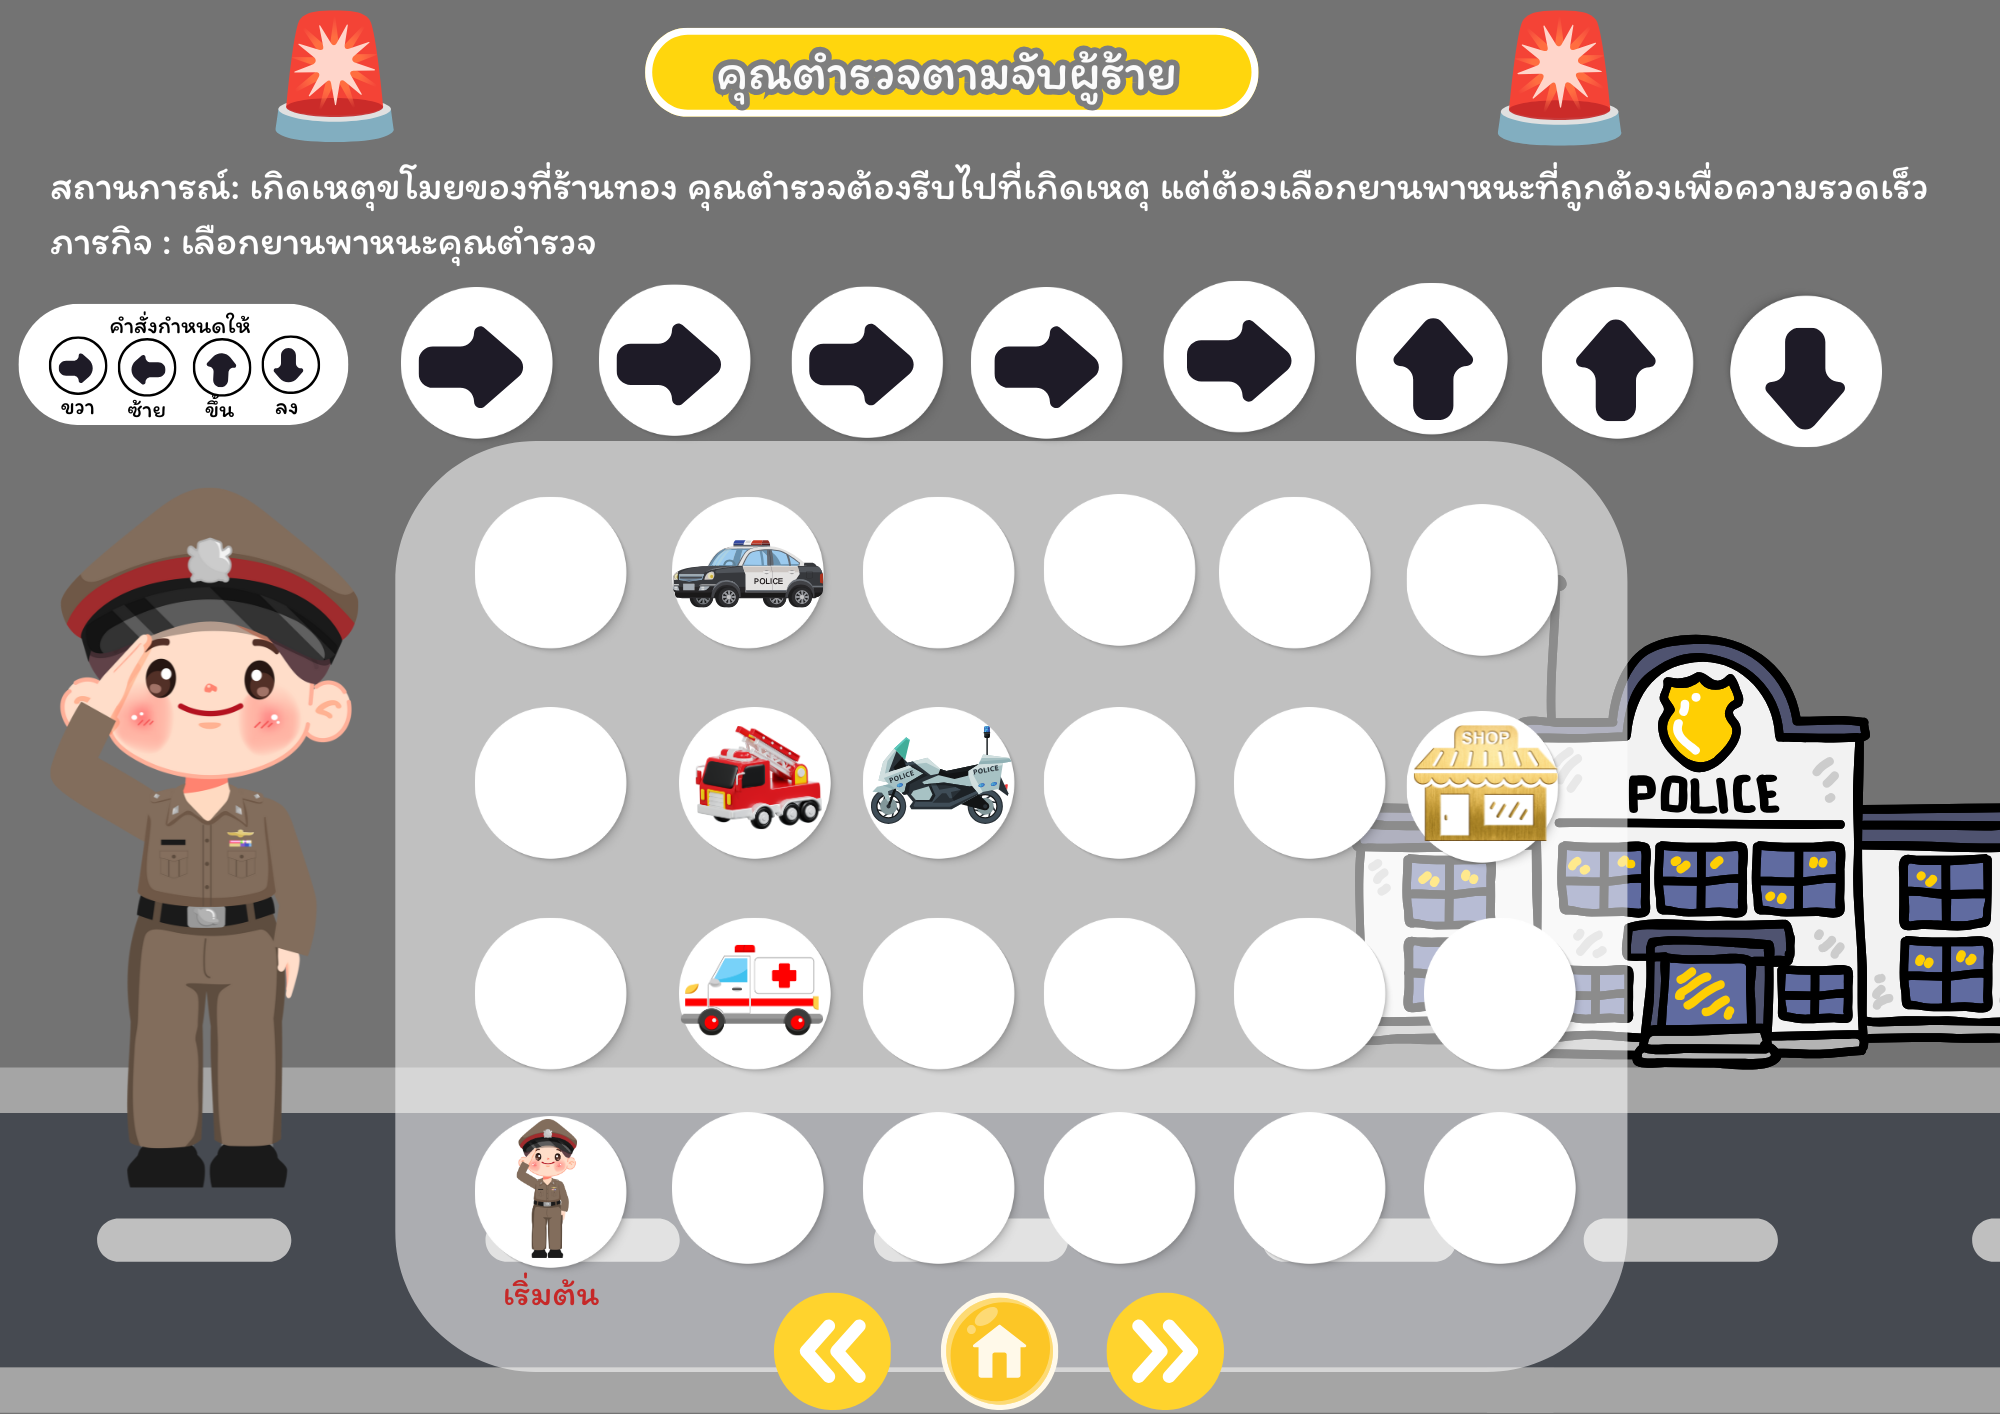 คุณตำรวจตามจับผู้ร้าย
สถานการณ์: เกิดเหตุขโมยของที่ร้านทอง คุณตำรวจต้องรีบไปที่เกิดเหตุ แต่ต้องเลือกยานพาหนะที่ถูกต้องเพื่อความรวดเร็ว
ภารกิจ : เลือกยานพาหนะคุณตำรวจ
คำสั่งกำหนดให้
ขวา ซ้าย ขึ้น ลง
POLICE
POLICE POLICE
SHOP
POLICE
เริ่มต้น